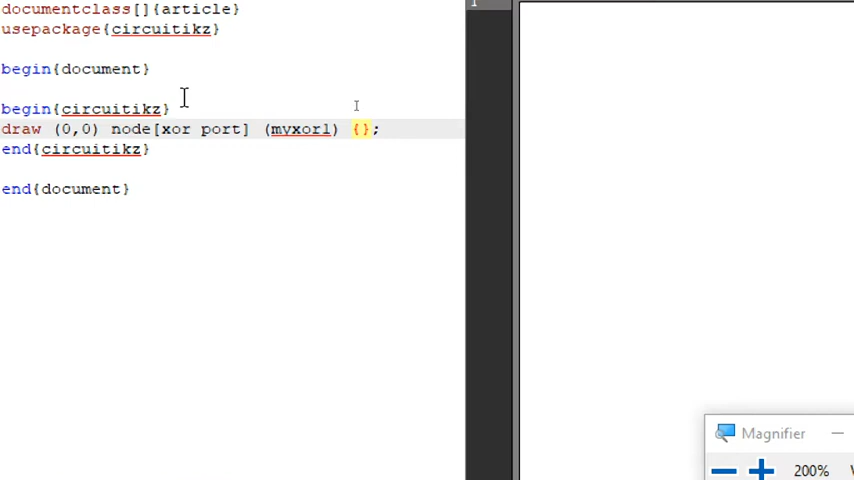 documentclass[]{article}
usepackage{circuitikz}
begin{document}
begin{circuitikz}
draw (0,0) node[xor port] (myxor1) {};
end{circuitikz}
end{document}
1
Magnifier
200%